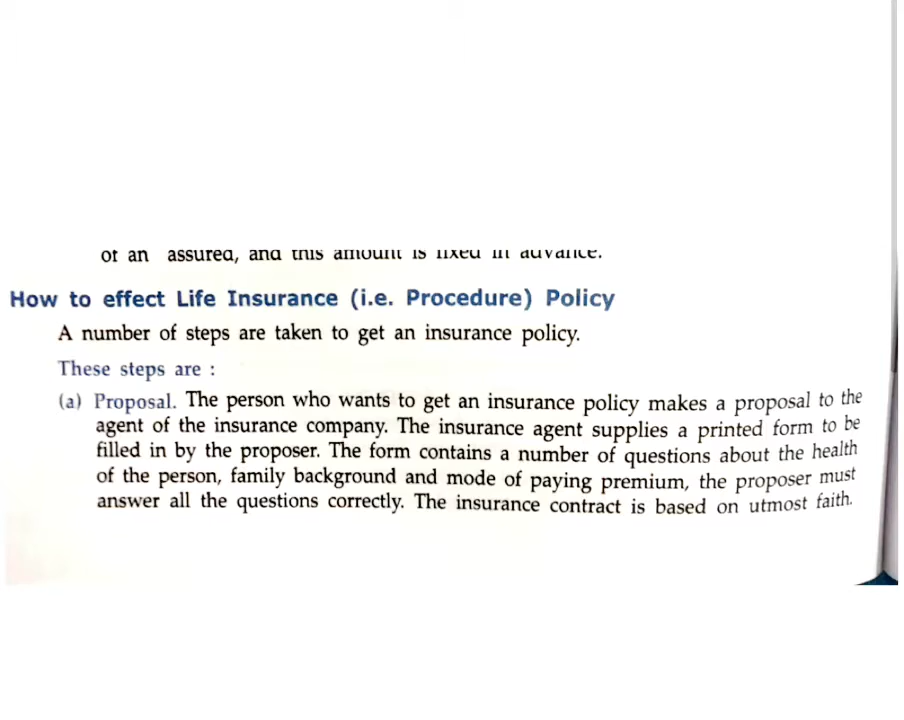 of an assured, and this amount is fixed in advance.
How to effect Life Insurance (i.e. Procedure) Policy
A number of steps are taken to get an insurance policy.
These steps are :
(a) Proposal. The person who wants to get an insurance policy makes a proposal to the
agent of the insurance company. The insurance agent supplies a printed form to be
filled in by the proposer. The form contains a number of questions about the health
of the person, family background and mode of paying premium, the proposer must
answer all the questions correctly. The insurance contract is based on utmost faith.